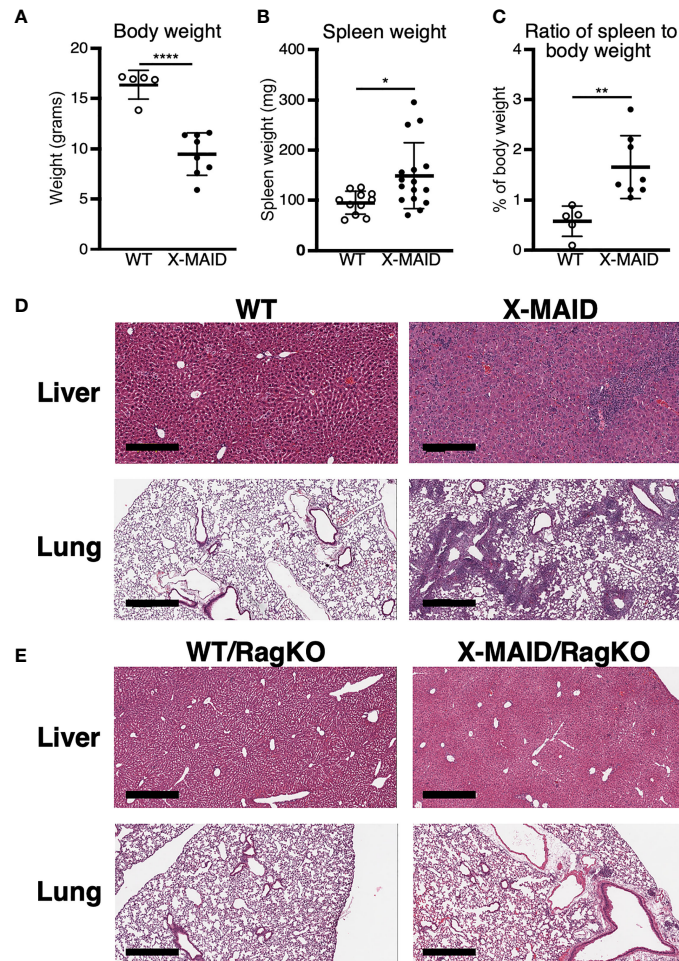 A
Body weight
20
15
10
5
0
Weight (grams)
****
WT X-MAID
B
Spleen weight
400
300
200
100
0
Spleen weight (mg)
*
WT X-MAID
C
Ratio of spleen to
body weight
4
3
2
1
0
% of body weight
**
WT X-MAID
D
WT X-MAID
Liver
Lung
E
WT/RagKO X-MAID/RagKO
Liver
Lung